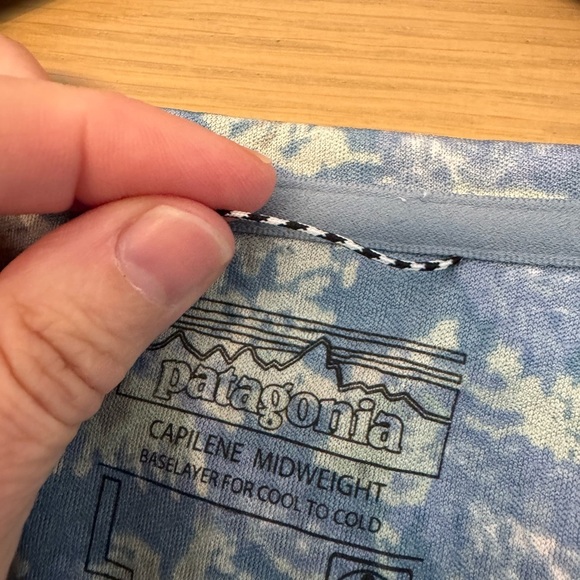 patagonia
CAPILENE MIDWEIGHT
BASELAYER FOR COOL TO COLD
L